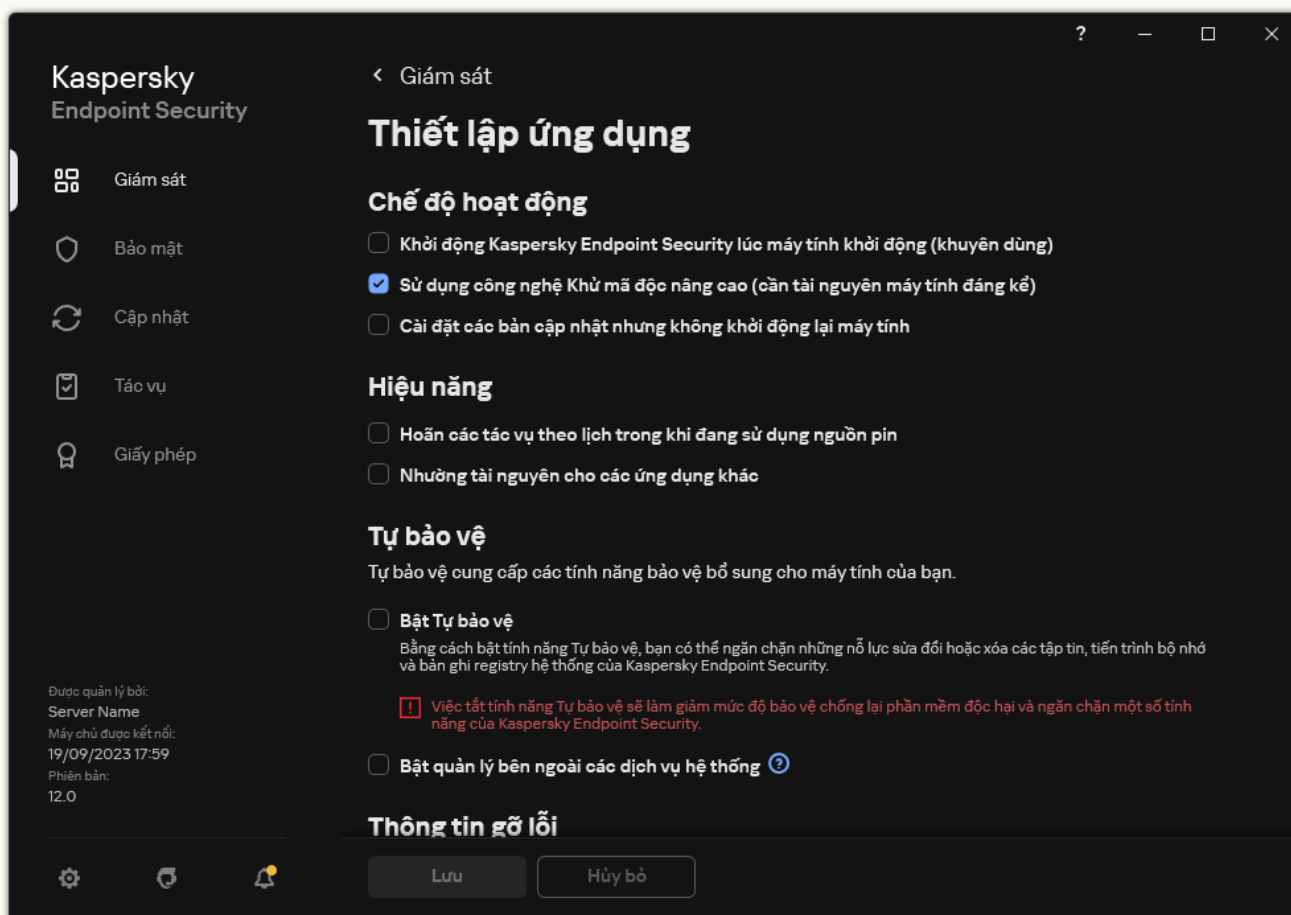 ?
Kaspersky
Endpoint Security
Giám sát
Bảo mật
Cập nhật
Tác vụ
Giấy phép
Được quản lý bởi:
Server Name
Máy chủ được kết nối:
19/09/2023 17:59
Phiên bản:
12.0
Giám sát
Thiết lập ứng dụng
Chế độ hoạt động
Khởi động Kaspersky Endpoint Security lúc máy tính khởi động (khuyên dùng)
Sử dụng công nghệ Khử mã độc nâng cao (cần tài nguyên máy tính đáng kể)
Cài đặt các bản cập nhật nhưng không khởi động lại máy tính
Hiệu năng
Hoãn các tác vụ theo lịch trong khi đang sử dụng nguồn pin
Nhường tài nguyên cho các ứng dụng khác
Tự bảo vệ
Tự bảo vệ cung cấp các tính năng bảo vệ bổ sung cho máy tính của bạn.
Bật Tự bảo vệ
Bằng cách bật tính năng Tự bảo vệ, bạn có thể ngăn chặn những nỗ lực sửa đổi hoặc xóa các tập tin, tiến trình bộ nhớ
và bản ghi registry hệ thống của Kaspersky Endpoint Security.
Việc tắt tính năng Tự bảo vệ sẽ làm giảm mức độ bảo vệ chống lại phần mềm độc hại và ngăn chặn một số tính
năng của Kaspersky Endpoint Security.
Bật quản lý bên ngoài các dịch vụ hệ thống ?
Thông tin gỡ lỗi
Lưu
Hủy bỏ